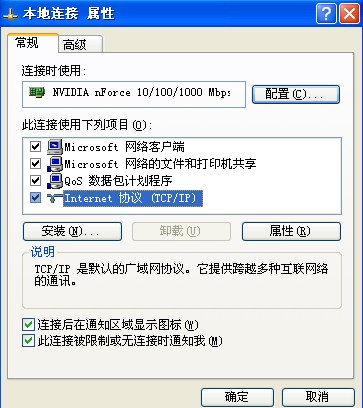 本地连接 属性
常规
高级
连接时使用:
NVIDIA nForce 10/100/1000 Mbps
配置(C)...
此连接使用下列项目(O):
Microsoft 网络客户端
Microsoft 网络的文件和打印机共享
QoS 数据包计划程序
Internet 协议 (TCP/IP)
安装(N)...
卸载(U)
属性(R)
说明
TCP/IP 是默认的广域网协议。它提供跨越多种互联网络
的通讯。
连接后在通知区域显示图标(W)
此连接被限制或无连接时通知我(M)
确定
取消